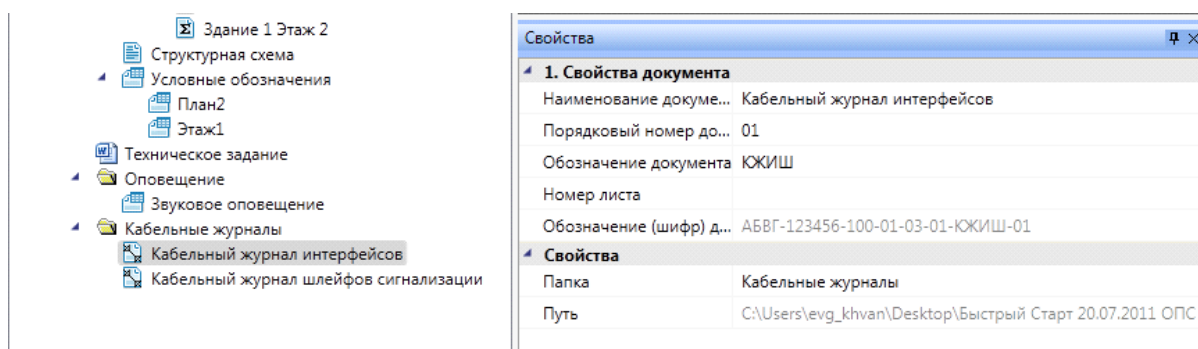 Здание 1 Этаж 2
Структурная схема
Условные обозначения
План2
Этаж1
Техническое задание
Оповещение
Звуковое оповещение
Кабельные журналы
Кабельный журнал интерфейсов
Кабельный журнал шлейфов сигнализации
Свойства
1. Свойства документа
Наименование докуме... Кабельный журнал интерфейсов
Порядковый номер до... 01
Обозначение документа КЖИШ
Номер листа
Обозначение (шифр) д... АБВГ-123456-100-01-03-01-КЖИШ-01
Свойства
Папка Кабельные журналы
Путь C:\Users\evg_khvan\Desktop\Быстрый Старт 20.07.2011 ОПС